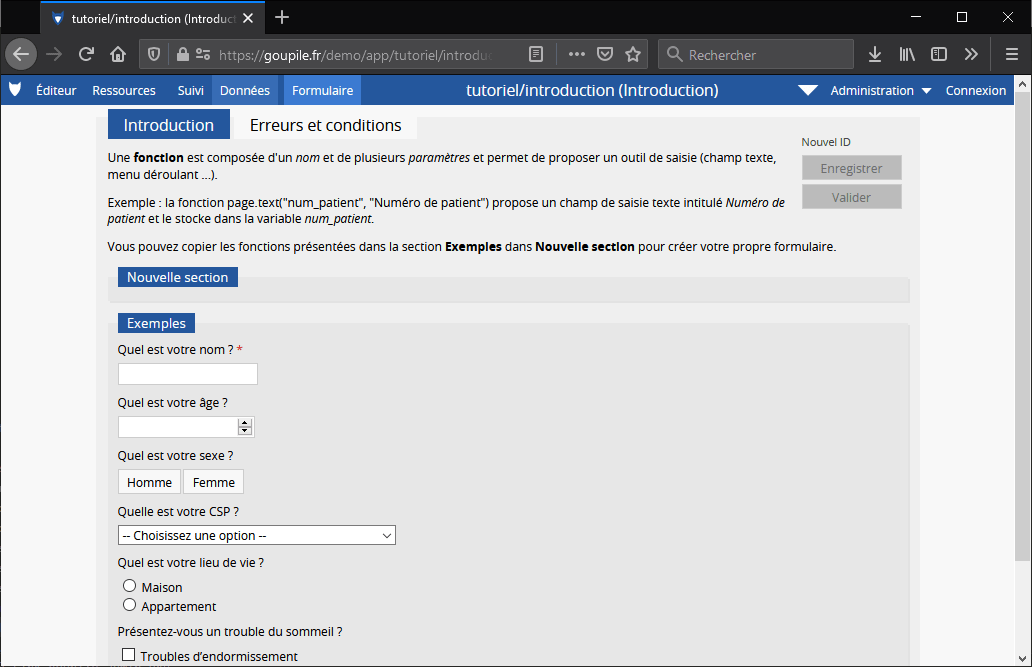 tutoriel/introduction (Introduct
https://goupile.fr/demo/app/tutoriel/introdu
Rechercher
Éditeur Ressources Suivi Données Formulaire tutoriel/introduction (Introduction) Administration Connexion
Introduction Erreurs et conditions
Nouvel ID
Enregistrer
Valider
Une fonction est composée d'un nom et de plusieurs paramètres et permet de proposer un outil de saisie (champ texte,
menu déroulant ...).
Exemple : la fonction page.text("num_patient", "Numéro de patient") propose un champ de saisie texte intitulé Numéro de
patient et le stocke dans la variable num_patient.
Vous pouvez copier les fonctions présentées dans la section Exemples dans Nouvelle section pour créer votre propre formulaire.
Nouvelle section
Exemples
Quel est votre nom ? *
Quel est votre âge ?
Quel est votre sexe ?
Homme Femme
Quelle est votre CSP ?
-- Choisissez une option --
Quel est votre lieu de vie ?
Maison
Appartement
Présentez-vous un trouble du sommeil ?
Troubles d’endormissement